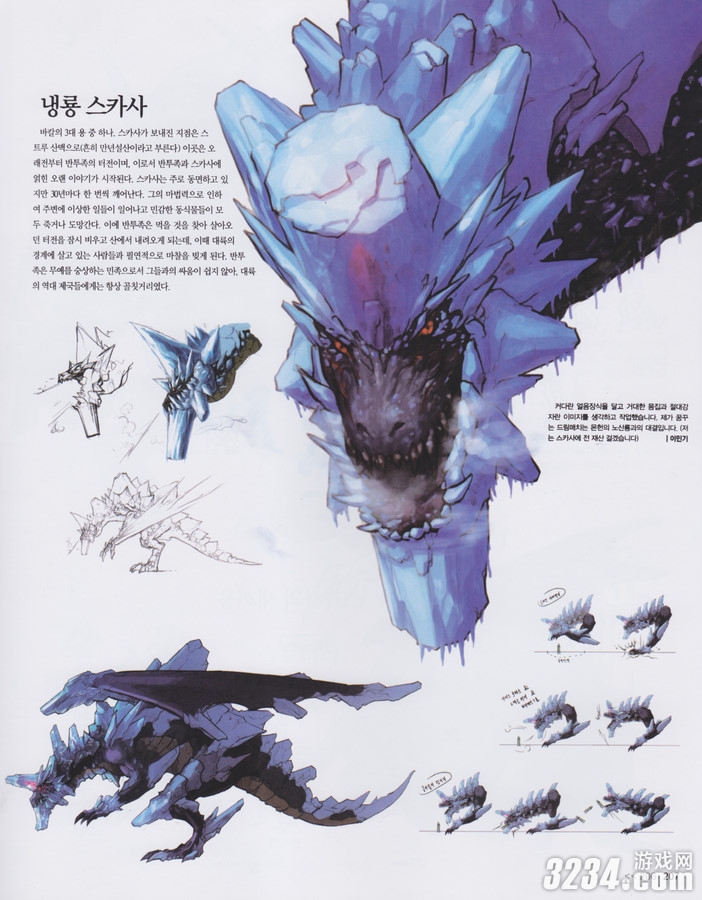 냉룡 스카사
바칼의 3대 용 중 하나. 스카사가 보내진 지점은 스
트루 산맥으로(흔히 만년설산이라고 부른다) 이곳은 오
래전부터 반투족의 터전이며, 이로서 반투족과 스카사에
얽힌 오랜 이야기가 시작된다. 스카사는 주로 동면하고 있
지만 30년마다 한 번씩 깨어난다. 그의 마법력으로 인하
여 주변에 이상한 일들이 일어나고 민감한 동식물들이 모
두 죽거나 도망간다. 이에 반투족은 먹을 것을 찾아 살아오
던 터전을 잠시 비우고 산에서 내려오게 되는데, 이때 대륙의
경계에 살고 있는 사람들과 필연적으로 마찰을 빚게 된다. 반투
족은 무예를 숭상하는 민족으로서 그들과의 싸움이 쉽지 않아, 대륙
의 역대 제국들에게는 항상 골칫거리였다.
커다란 얼음장식을 달고 거대한 몸집과 절대강
자란 이미지를 생각하고 작업했습니다. 제가 꿈꾸
는 드림매치는 몬헌의 노산룡과의 대결입니다. (저
는 스카사에 전 재산 걸겠습니다) | 이민기
游戏网
3234.com